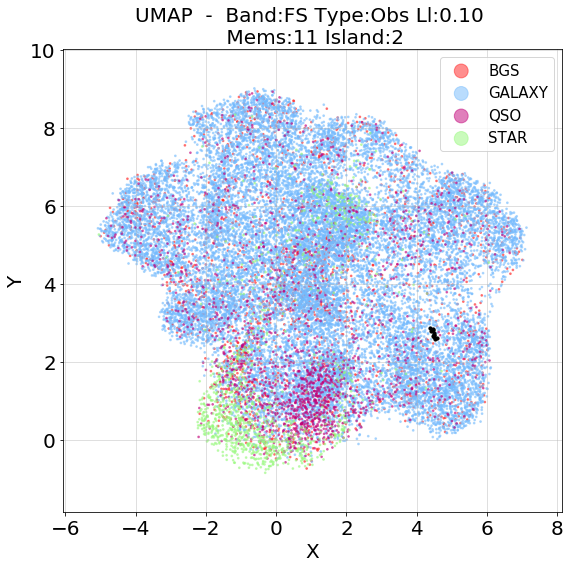 UMAP  -  Band:FS Type:Obs Ll:0.10
Mems:11 Island:2
10
8
6
4
2
0
Y
−6
−4
−2
0
2
4
6
8
X
BGS
GALAXY
QSO
STAR